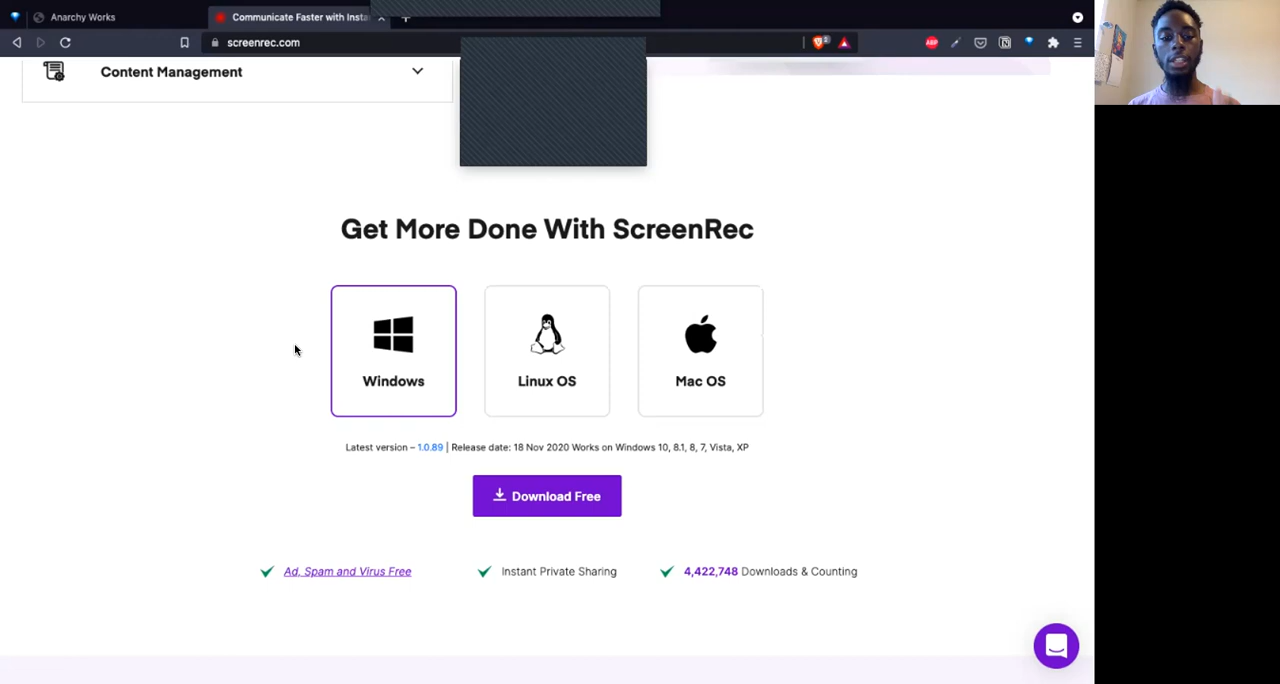 Anarchy Works
Communicate Faster with Insta
screenrec.com
Content Management
Get More Done With ScreenRec
Windows
Linux OS
Mac OS
Latest version – 1.0.89 | Release date: 18 Nov 2020 Works on Windows 10, 8.1, 8, 7, Vista, XP
Download Free
Ad, Spam and Virus Free
Instant Private Sharing
4,422,748 Downloads & Counting